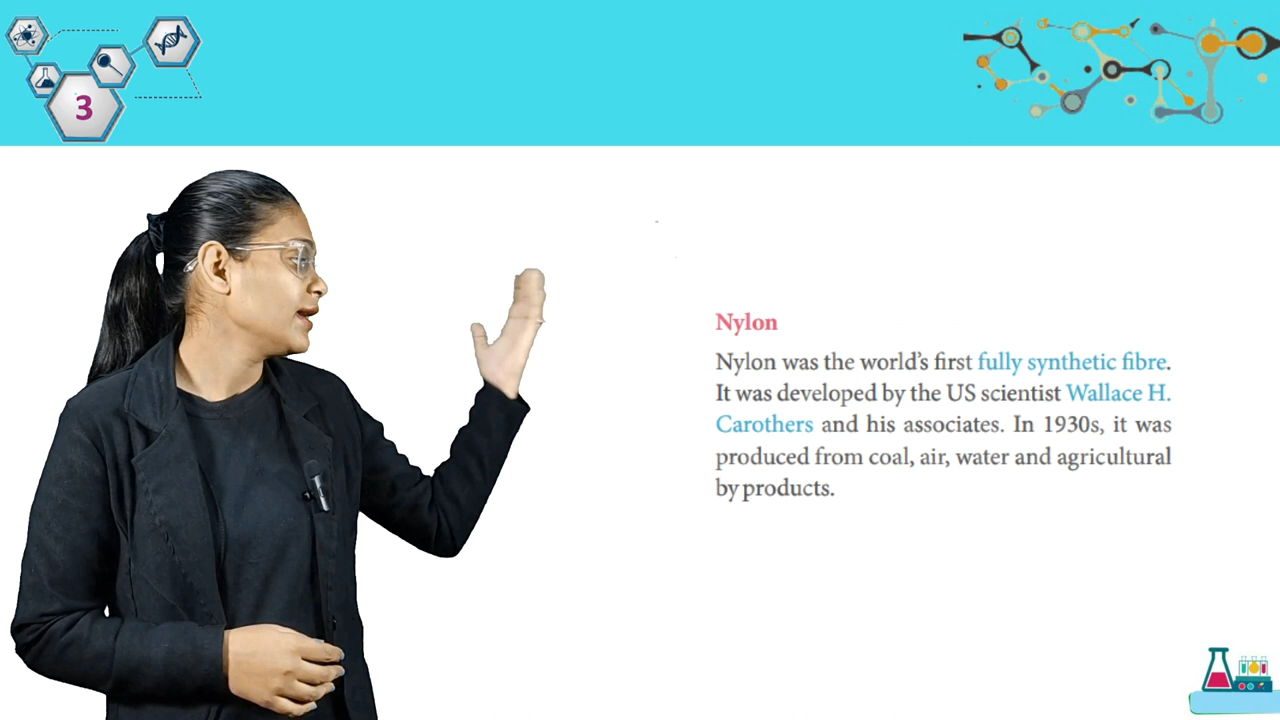 3
Nylon
Nylon was the world's first fully synthetic fibre.
It was developed by the US scientist Wallace H.
Carothers and his associates. In 1930s, it was
produced from coal, air, water and agricultural
by products.